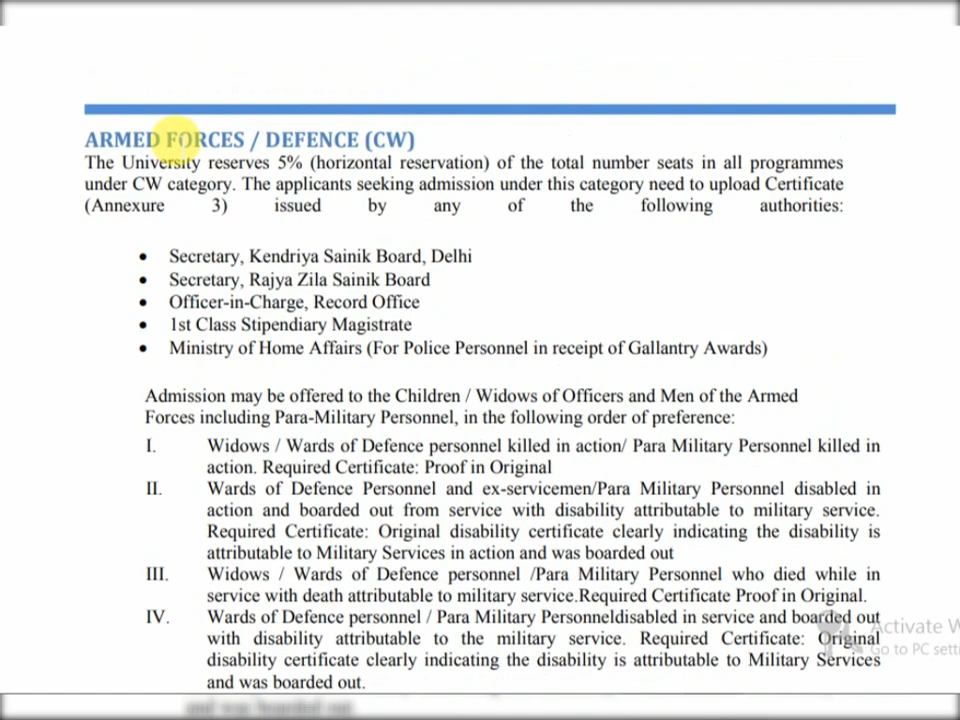 ARMED FORCES / DEFENCE (CW)
The University reserves 5% (horizontal reservation) of the total number seats in all programmes
under CW category. The applicants seeking admission under this category need to upload Certificate
(Annexure 3) issued by any of the following authorities:
• Secretary, Kendriya Sainik Board, Delhi
• Secretary, Rajya Zila Sainik Board
• Officer-in-Charge, Record Office
• 1st Class Stipendiary Magistrate
• Ministry of Home Affairs (For Police Personnel in receipt of Gallantry Awards)
Admission may be offered to the Children / Widows of Officers and Men of the Armed
Forces including Para-Military Personnel, in the following order of preference:
I. Widows / Wards of Defence personnel killed in action/ Para Military Personnel killed in
action. Required Certificate: Proof in Original
II. Wards of Defence Personnel and ex-servicemen/Para Military Personnel disabled in
action and boarded out from service with disability attributable to military service.
Required Certificate: Original disability certificate clearly indicating the disability is
attributable to Military Services in action and was boarded out
III. Widows / Wards of Defence personnel /Para Military Personnel who died while in
service with death attributable to military service.Required Certificate Proof in Original.
IV. Wards of Defence personnel / Para Military Personneldisabled in service and boarded out
with disability attributable to the military service. Required Certificate: Original
disability certificate clearly indicating the disability is attributable to Military Services
and was boarded out.
Activate W
Go to PC setti
and was boarded out